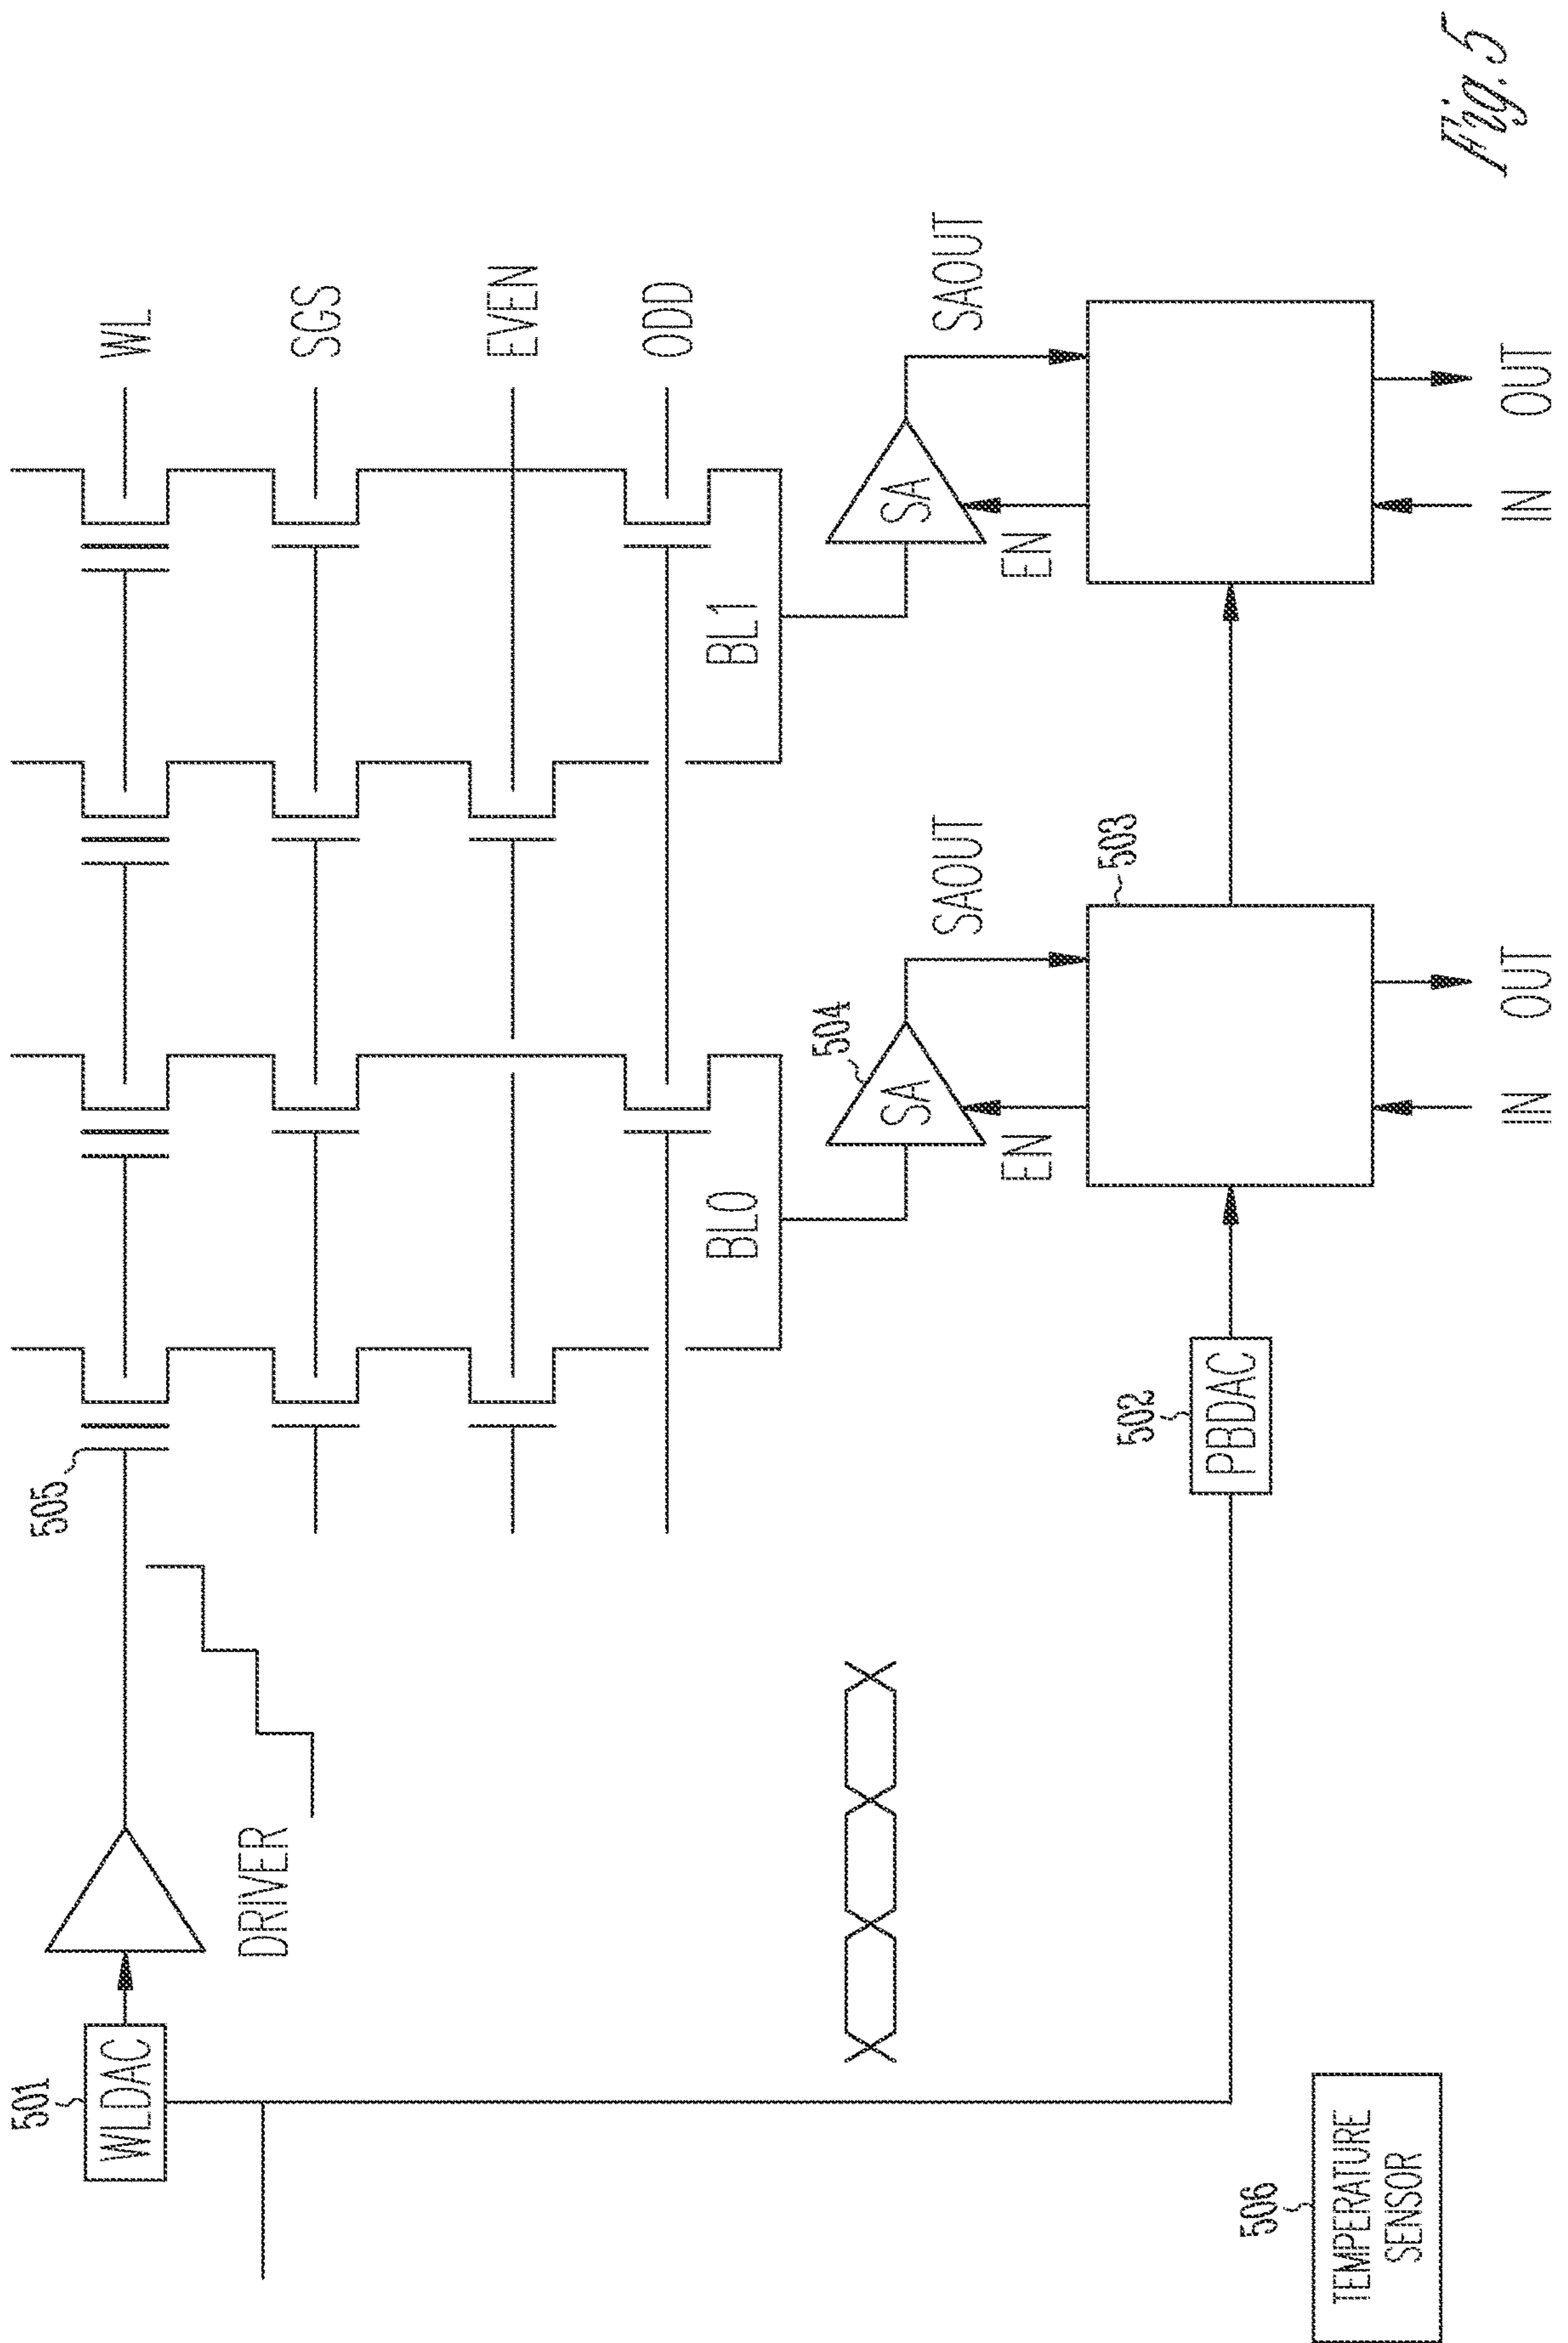 501
WLDAC
DRIVER
505
WL
SGS
EVEN
ODD
BL0
BL1
504
SA
SAOUT
EN
SA
SAOUT
EN
502
PBDAC
503
IN
OUT
IN
OUT
506
TEMPERATURE
SENSOR
Fig. 5